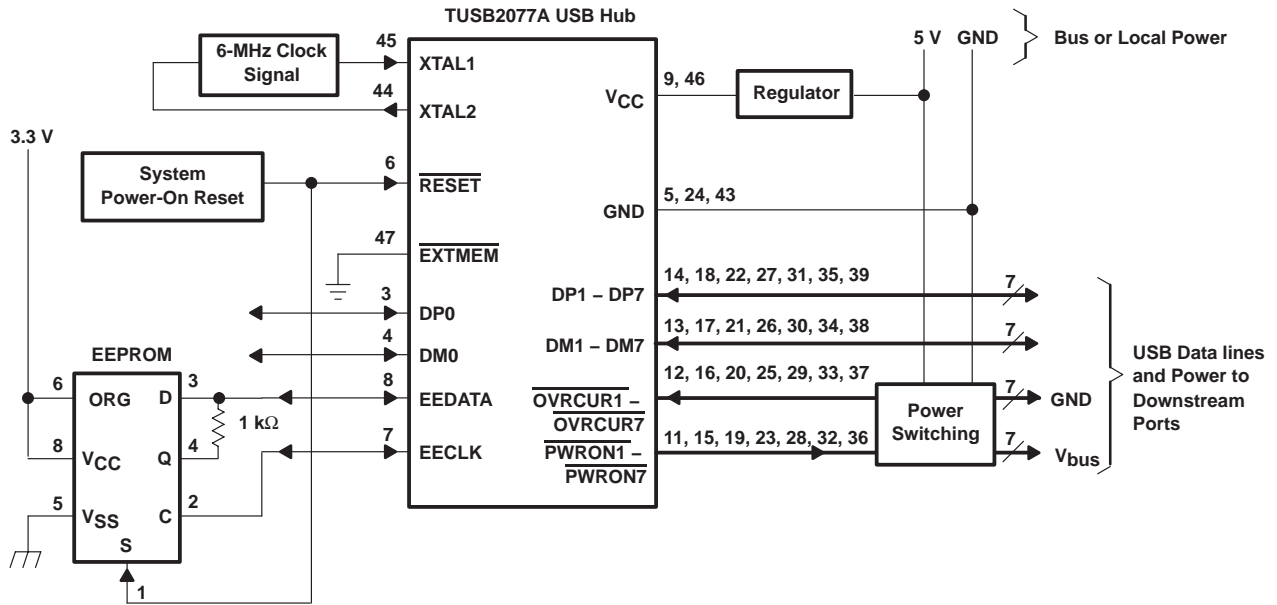 TUSB2077A USB Hub
5 V GND
Bus or Local Power
6-MHz Clock
Signal
45
XTAL1
44
XTAL2
9, 46
VCC
Regulator
3.3 V
System
Power-On Reset
6
RESET
5, 24, 43
GND
47
EXTMEM
14, 18, 22, 27, 31, 35, 39
DP1 – DP7
7
3
DP0
13, 17, 21, 26, 30, 34, 38
DM1 – DM7
7
4
DM0
USB Data lines
and Power to
Downstream
Ports
EEPROM
12, 16, 20, 25, 29, 33, 37
OVRCUR1 –
OVRCUR7
7
GND
Power
Switching
6
ORG
D
3
8
EEDATA
1 kΩ
11, 15, 19, 23, 28, 32, 36
PWRON1 –
PWRON7
7
Vbus
8
VCC
Q
4
7
EECLK
5
VSS
C
2
S
1